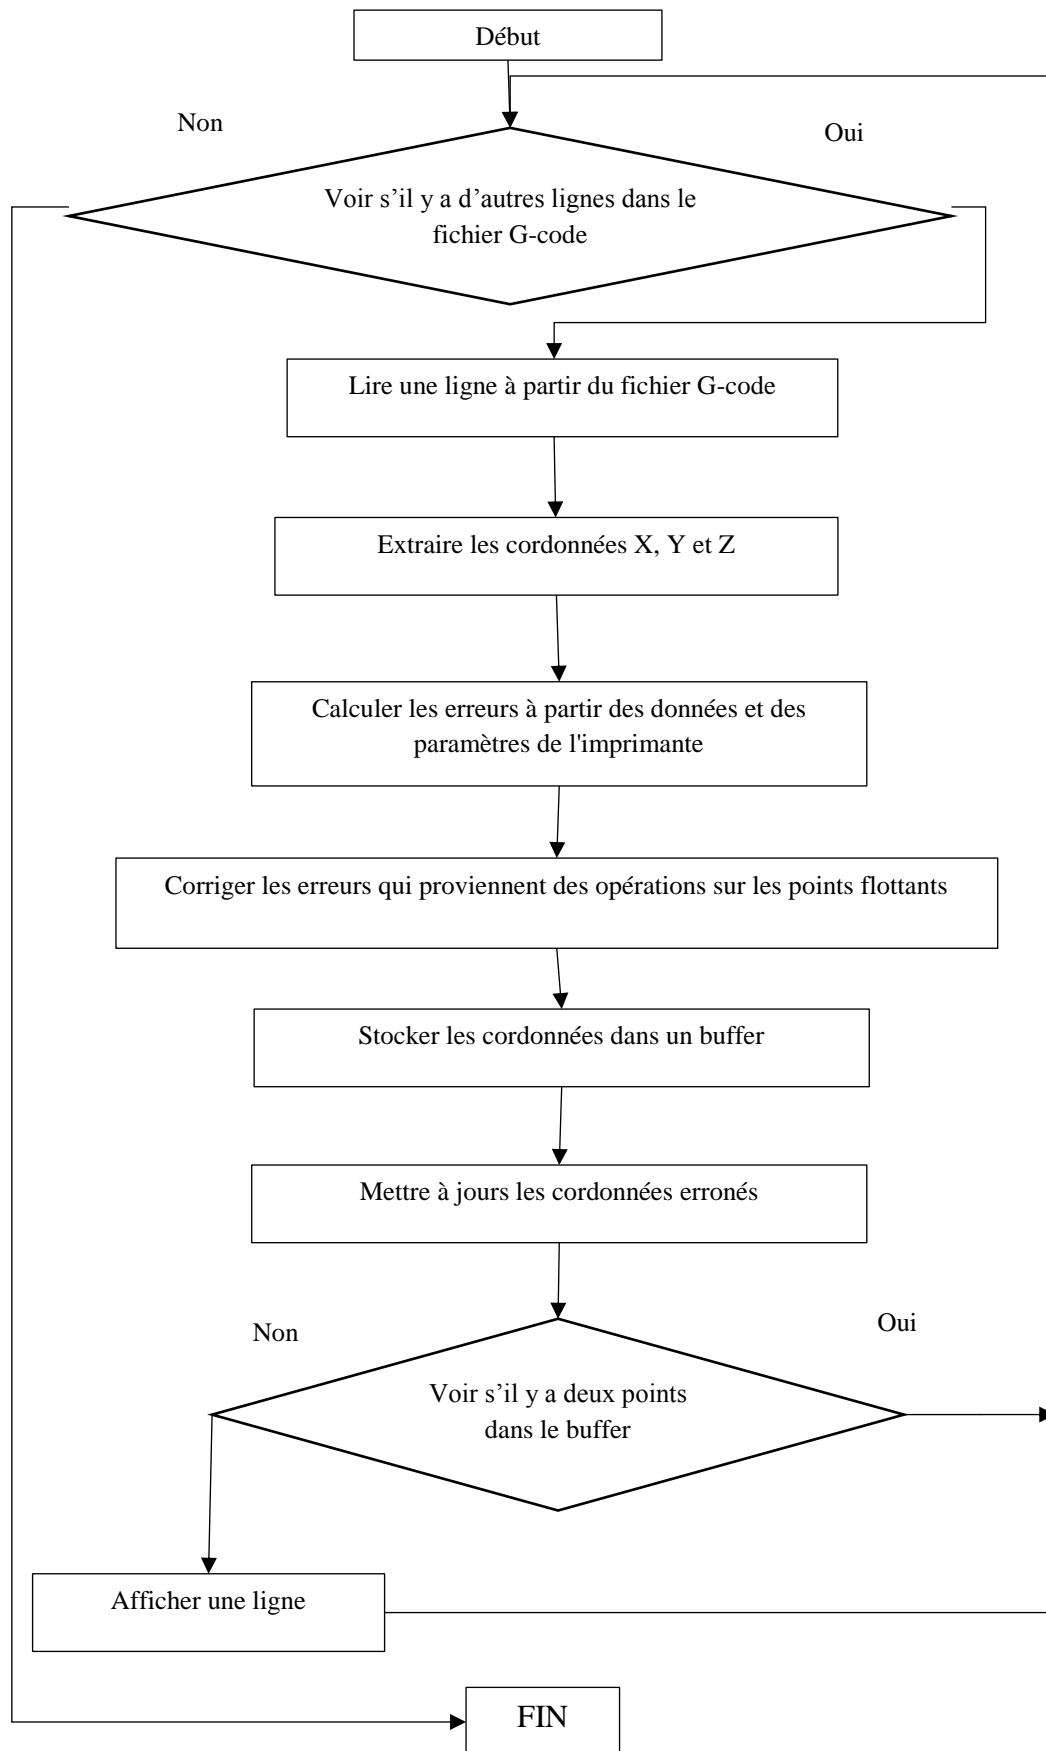 Début
Non
Oui
Voir s’il y a d’autres lignes dans le
fichier G-code
Lire une ligne à partir du fichier G-code
Extraire les cordonnées X, Y et Z
Calculer les erreurs à partir des données et des
paramètres de l'imprimante
Corriger les erreurs qui proviennent des opérations sur les points flottants
Stocker les cordonnées dans un buffer
Mettre à jours les cordonnées erronés
Non
Oui
Voir s’il y a deux points
dans le buffer
Afficher une ligne
FIN